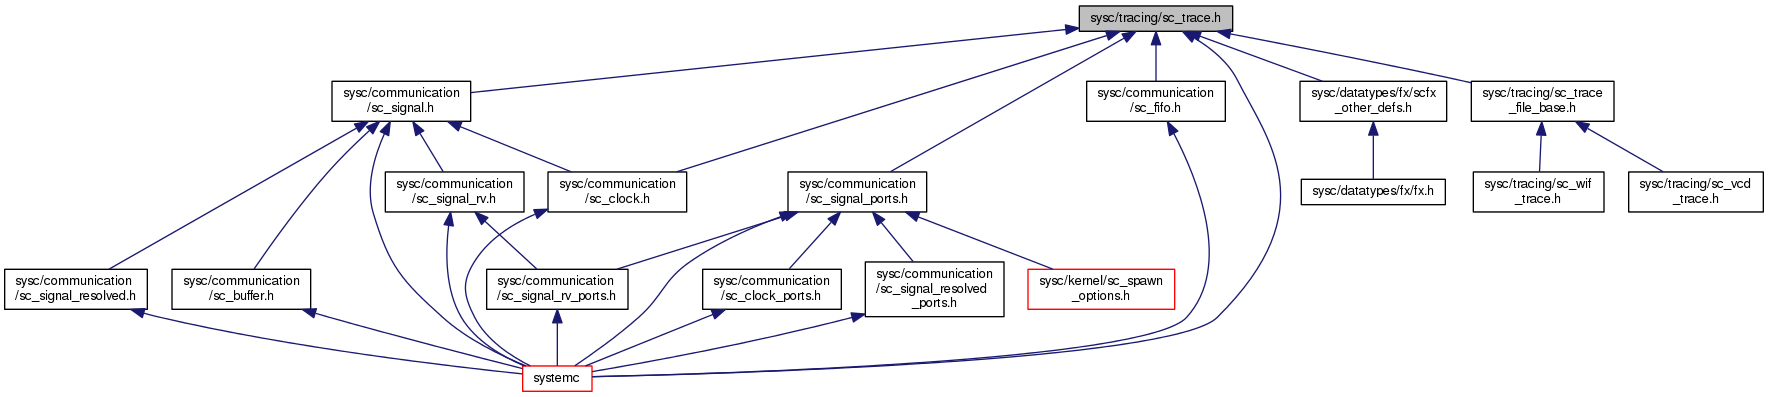 sysc/tracing/sc_trace.h
sysc/communication
/sc_signal.h
sysc/communication
/sc_fifo.h
sysc/datatypes/fx/scfx
_other_defs.h
sysc/tracing/sc_trace
_file_base.h
sysc/communication
/sc_signal_rv.h
sysc/communication
/sc_clock.h
sysc/communication
/sc_signal_ports.h
sysc/datatypes/fx/fx.h
sysc/tracing/sc_wif
_trace.h
sysc/tracing/sc_vcd
_trace.h
sysc/communication
/sc_signal_resolved.h
sysc/communication
/sc_buffer.h
sysc/communication
/sc_signal_rv_ports.h
sysc/communication
/sc_clock_ports.h
sysc/communication
/sc_signal_resolved
_ports.h
sysc/kernel/sc_spawn
_options.h
systemc